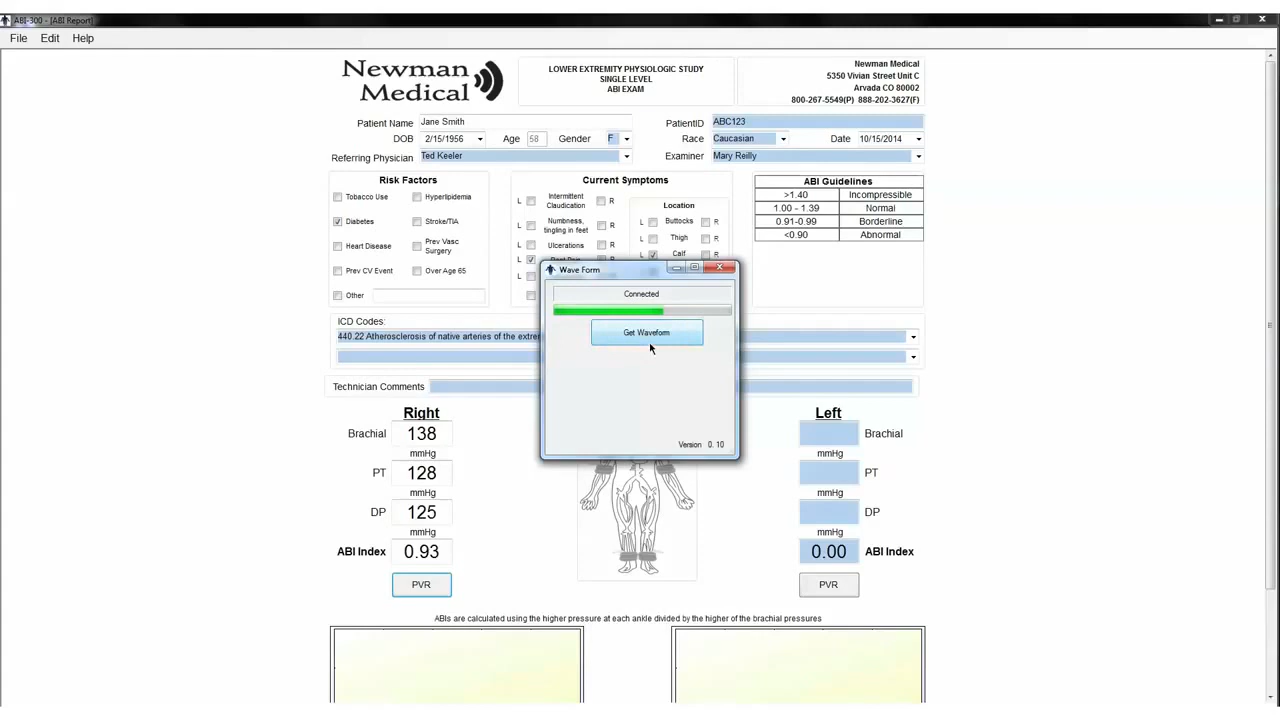 ABI-300 - [ABI Report]
File Edit Help
Newman Medical
LOWER EXTREMITY PHYSIOLOGIC STUDY
SINGLE LEVEL
ABI EXAM
Newman Medical
5350 Vivian Street Unit C
Arvada CO 80002
800-267-5549(P) 888-202-3627(F)
Patient Name Jane Smith
PatientID ABC123
DOB 2/15/1956 Age 58 Gender F
Race Caucasian Date 10/15/2014
Referring Physician Ted Keeler
Examiner Mary Reilly
Risk Factors
Tobacco Use Hyperlipidemia
Diabetes Stroke/TIA
Heart Disease Prev Vasc Surgery
Prev CV Event Over Age 65
Other
Current Symptoms
L Intermittent Claudication R
L Numbness, tingling in feet R
L Ulcerations R
L
L
Location
L Buttocks R
L Thigh R
L Calf R
ABI Guidelines
>1.40 Incompressible
1.00 - 1.39 Normal
0.91-0.99 Borderline
<0.90 Abnormal
Wave Form
Connected
Get Waveform
Version 0. 10
ICD Codes:
440.22 Atherosclerosis of native arteries of the
Technician Comments
Right
Brachial 138
mmHg
PT 128
mmHg
DP 125
mmHg
ABI Index 0.93
PVR
Left
Brachial
mmHg
PT
mmHg
DP
mmHg
0.00 ABI Index
PVR
ABIs are calculated using the higher pressure at each ankle divided by the higher of the brachial pressures